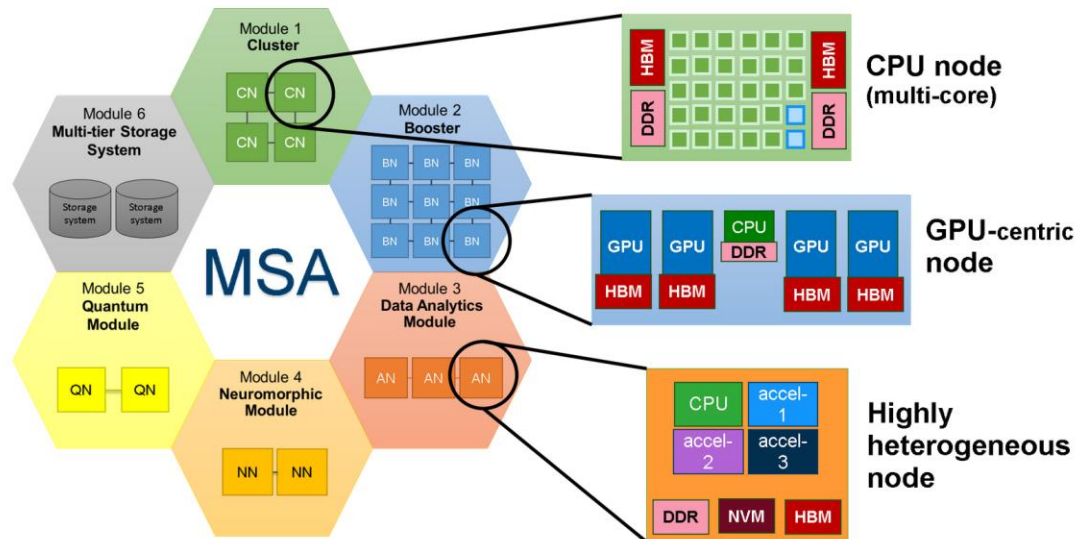 Module 1
Cluster
CN
CN
CN
CN
Module 2
Booster
BN
BN
BN
BN
BN
BN
BN
BN
BN
Module 3
Data Analytics
Module
AN
AN
AN
Module 4
Neuromorphic
Module
NN
NN
Module 5
Quantum
Module
QN
QN
Module 6
Multi-tier Storage
System
Storage
system
Storage
system
MSA
HBM
DDR
HBM
DDR
CPU node
(multi-core)
GPU
HBM
GPU
HBM
CPU
DDR
GPU
HBM
GPU
HBM
GPU-centric
node
CPU
accel-
1
accel-
2
accel-
3
DDR
NVM
HBM
Highly
heterogeneous
node